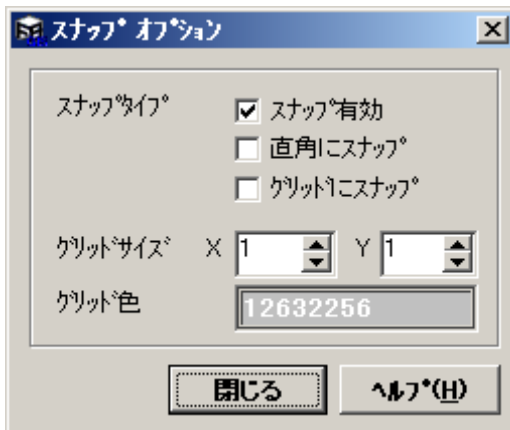 ｽﾅｯﾌﾟ ｵﾌﾟｼｮﾝ
ｽﾅｯﾌﾟﾀｲﾌﾟ
ｽﾅｯﾌﾟ有効
直角にｽﾅｯﾌﾟ
ｸﾞﾘｯﾄﾞにｽﾅｯﾌﾟ
ｸﾞﾘｯﾄﾞｻｲｽﾞ X 1 Y 1
ｸﾞﾘｯﾄﾞ色 12632256
閉じる ﾍﾙﾌﾟ(H)